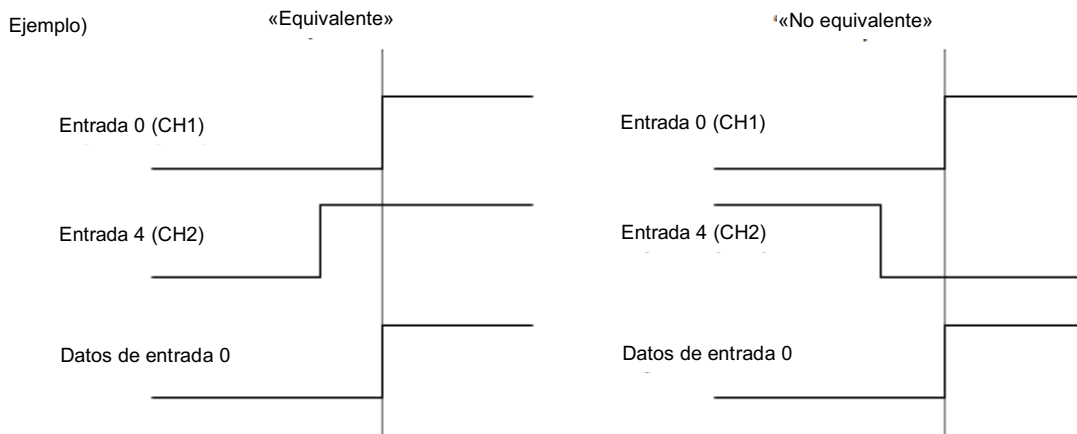 Ejemplo)
«Equivalente»
Entrada 0 (CH1)
Entrada 4 (CH2)
Datos de entrada 0
«No equivalente»
Entrada 0 (CH1)
Entrada 4 (CH2)
Datos de entrada 0